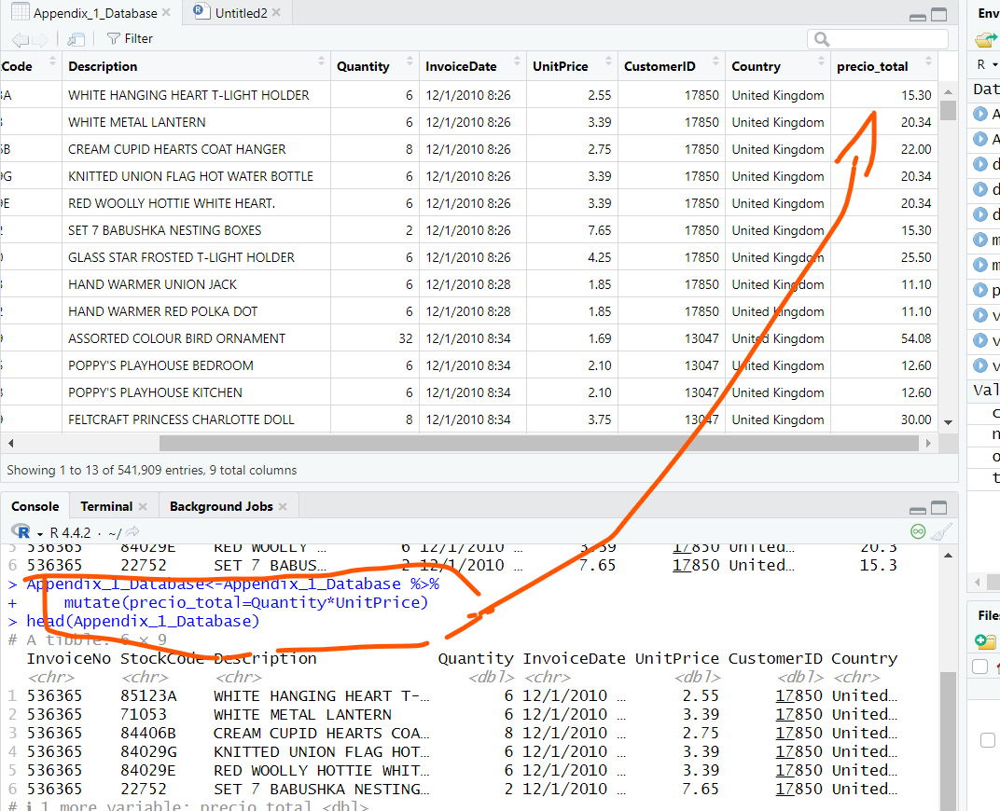 Appendix_1_Database Untitled2 Env
Filter
Code Description Quantity InvoiceDate UnitPrice CustomerID Country precio_total R
Dat
3A WHITE HANGING HEART T-LIGHT HOLDER 6 12/1/2010 8:26 2.55 17850 United Kingdom 15.30 A
WHITE METAL LANTERN 6 12/1/2010 8:26 3.39 17850 United Kingdom 20.34 A
6B CREAM CUPID HEARTS COAT HANGER 8 12/1/2010 8:26 2.75 17850 United Kingdom 22.00 d
9G KNITTED UNION FLAG HOT WATER BOTTLE 6 12/1/2010 8:26 3.39 17850 United Kingdom 20.34 d
9E RED WOOLLY HOTTIE WHITE HEART. 6 12/1/2010 8:26 3.39 17850 United Kingdom 20.34 d
2 SET 7 BABUSHKA NESTING BOXES 2 12/1/2010 8:26 7.65 17850 United Kingdom 15.30 m
0 GLASS STAR FROSTED T-LIGHT HOLDER 6 12/1/2010 8:26 4.25 17850 United Kingdom 25.50 m
HAND WARMER UNION JACK 6 12/1/2010 8:28 1.85 17850 United Kingdom 11.10 p
2 HAND WARMER RED POLKA DOT 6 12/1/2010 8:28 1.85 17850 United Kingdom 11.10 v
9 ASSORTED COLOUR BIRD ORNAMENT 32 12/1/2010 8:34 1.69 13047 United Kingdom 54.08 v
POPPY'S PLAYHOUSE BEDROOM 6 12/1/2010 8:34 2.10 13047 United Kingdom 12.60 v
POPPY'S PLAYHOUSE KITCHEN 6 12/1/2010 8:34 2.10 13047 United Kingdom 12.60 Val
9 FELTCRAFT PRINCESS CHARLOTTE DOLL 8 12/1/2010 8:34 3.75 13047 United Kingdom 30.00 c
n
o
Showing 1 to 13 of 541,909 entries, 9 total columns t
Console Terminal Background Jobs
R 4.4.2 · ~/
5 536365 84029E RED WOOLLY … 6 12/1/2010 … 3.39 17850 United… 20.3
6 536365 22752 SET 7 BABUS… 2 12/1/2010 … 7.65 17850 United… 15.3
> Appendix_1_Database<-Appendix_1_Database %>%
+ mutate(precio_total=Quantity*UnitPrice)
> head(Appendix_1_Database) Files
# A tibble: 6 × 9
InvoiceNo StockCode Description Quantity InvoiceDate UnitPrice CustomerID Country
<chr> <chr> <chr> <dbl> <chr> <dbl> <dbl> <chr>
1 536365 85123A WHITE HANGING HEART T-… 6 12/1/2010 … 2.55 17850 United…
2 536365 71053 WHITE METAL LANTERN 6 12/1/2010 … 3.39 17850 United…
3 536365 84406B CREAM CUPID HEARTS COA… 8 12/1/2010 … 2.75 17850 United…
4 536365 84029G KNITTED UNION FLAG HOT… 6 12/1/2010 … 3.39 17850 United…
5 536365 84029E RED WOOLLY HOTTIE WHIT… 6 12/1/2010 … 3.39 17850 United…
6 536365 22752 SET 7 BABUSHKA NESTING… 2 12/1/2010 … 7.65 17850 United…
# ℹ 1 more variable: precio_total <dbl>